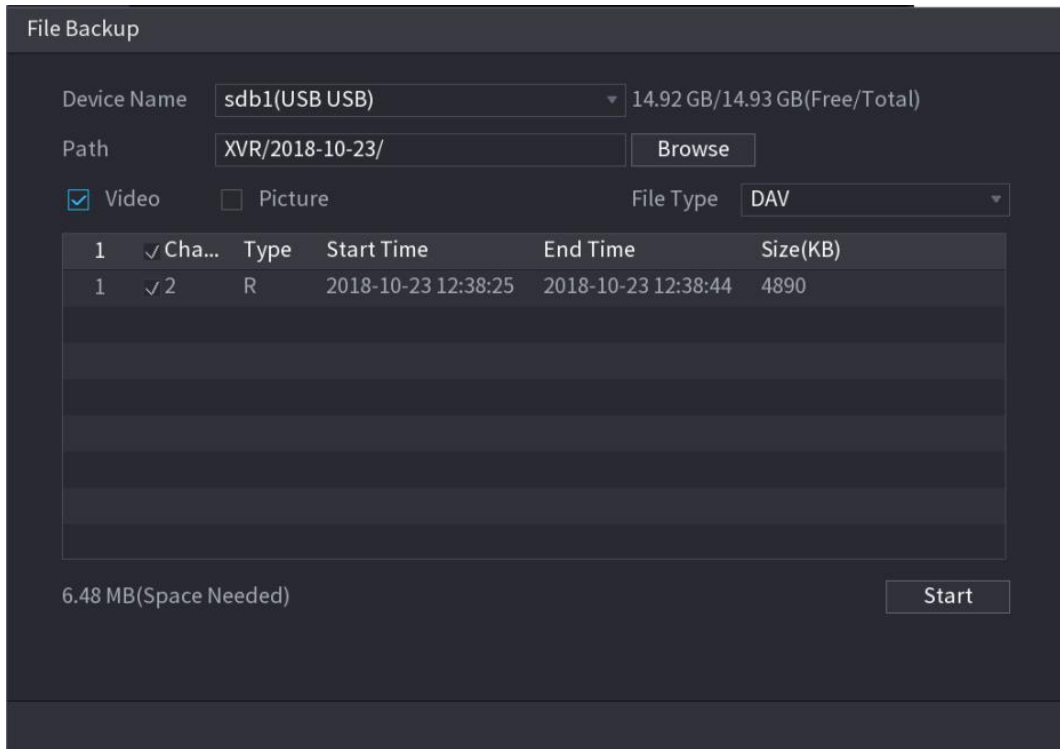 File Backup
Device Name sdb1(USB USB) 14.92 GB/14.93 GB(Free/Total)
Path XVR/2018-10-23/ Browse
Video Picture File Type DAV
1 Cha... Type Start Time End Time Size(KB)
1 2 R 2018-10-23 12:38:25 2018-10-23 12:38:44 4890
6.48 MB(Space Needed) Start